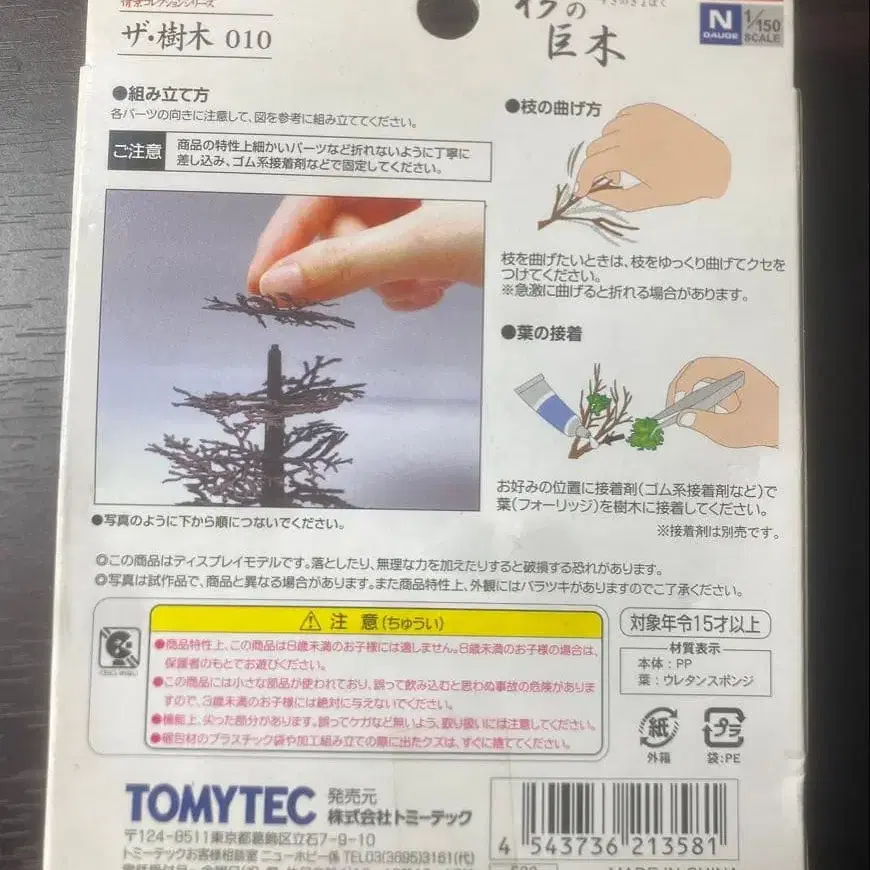 情景コレクションシリーズ
ザ・樹木 010
杉の
巨木
N
GAUGE
1/150
SCALE
●組み立て方
各パーツの向きに注意して、図を参考に組み立ててください。
ご注意
商品の特性上細かいパーツなど折れないように丁寧に
差し込み、ゴム系接着剤などで固定してください。
●写真のように下から順につないでください。
●枝の曲げ方
枝を曲げたいときは、枝をゆっくり曲げてクセを
つけてください。
※急激に曲げると折れる場合があります。
●葉の接着
お好みの位置に接着剤(ゴム系接着剤など)で
葉(フォーリッジ)を樹木に接着してください。
※接着剤は別売です。
◎この商品はディスプレイモデルです。落としたり、無理な力を加えたりすると破損する恐れがあります。
◎写真は試作品で、商品と異なる場合があります。また商品特性上、外観にはバラツキがありますのでご了承ください。
⚠ 注 意(ちゅうい)
●商品特性上、この商品は8歳未満のお子様には適しません。8歳未満のお子様の場合は、
保護者のもとでお遊びください。
●この商品には小さな部品が使われており、誤って飲み込むと思わぬ事故の危険がありま
すので、3歳未満のお子様には絶対に与えないでください。
●機能上、尖った部分があります。誤ってケガなど無いよう、取り扱いには注意してください。
●梱包材のプラスチック袋や加工組み立ての際に出たクズは、すぐに捨ててください。
対象年令15才以上
材質表示
本体：PP
葉：ウレタンスポンジ
紙
外箱
プラ
袋:PE
TOMYTEC
発売元
株式会社トミーテック
〒124-8511東京都葛飾区立石7-9-10
トミーテックお客様相談室 ニューホビー係 TEL03(3695)3161(代)
4 543736 213581
MADE IN CHINA